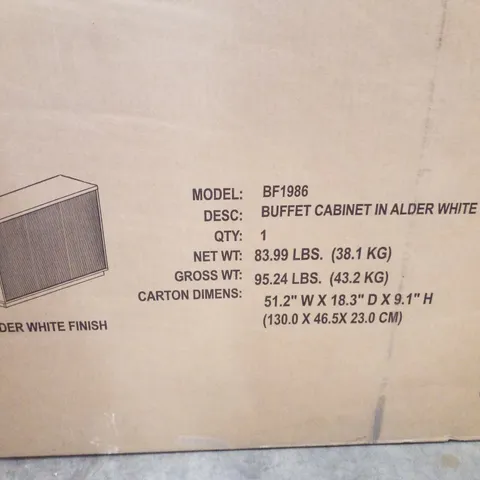 MODEL: BF1986
DESC: BUFFET CABINET IN ALDER WHITE
QTY: 1
NET WT: 83.99 LBS. (38.1 KG)
GROSS WT: 95.24 LBS. (43.2 KG)
CARTON DIMENS: 51.2" W X 18.3" D X 9.1" H
(130.0 X 46.5X 23.0 CM)
DER WHITE FINISH